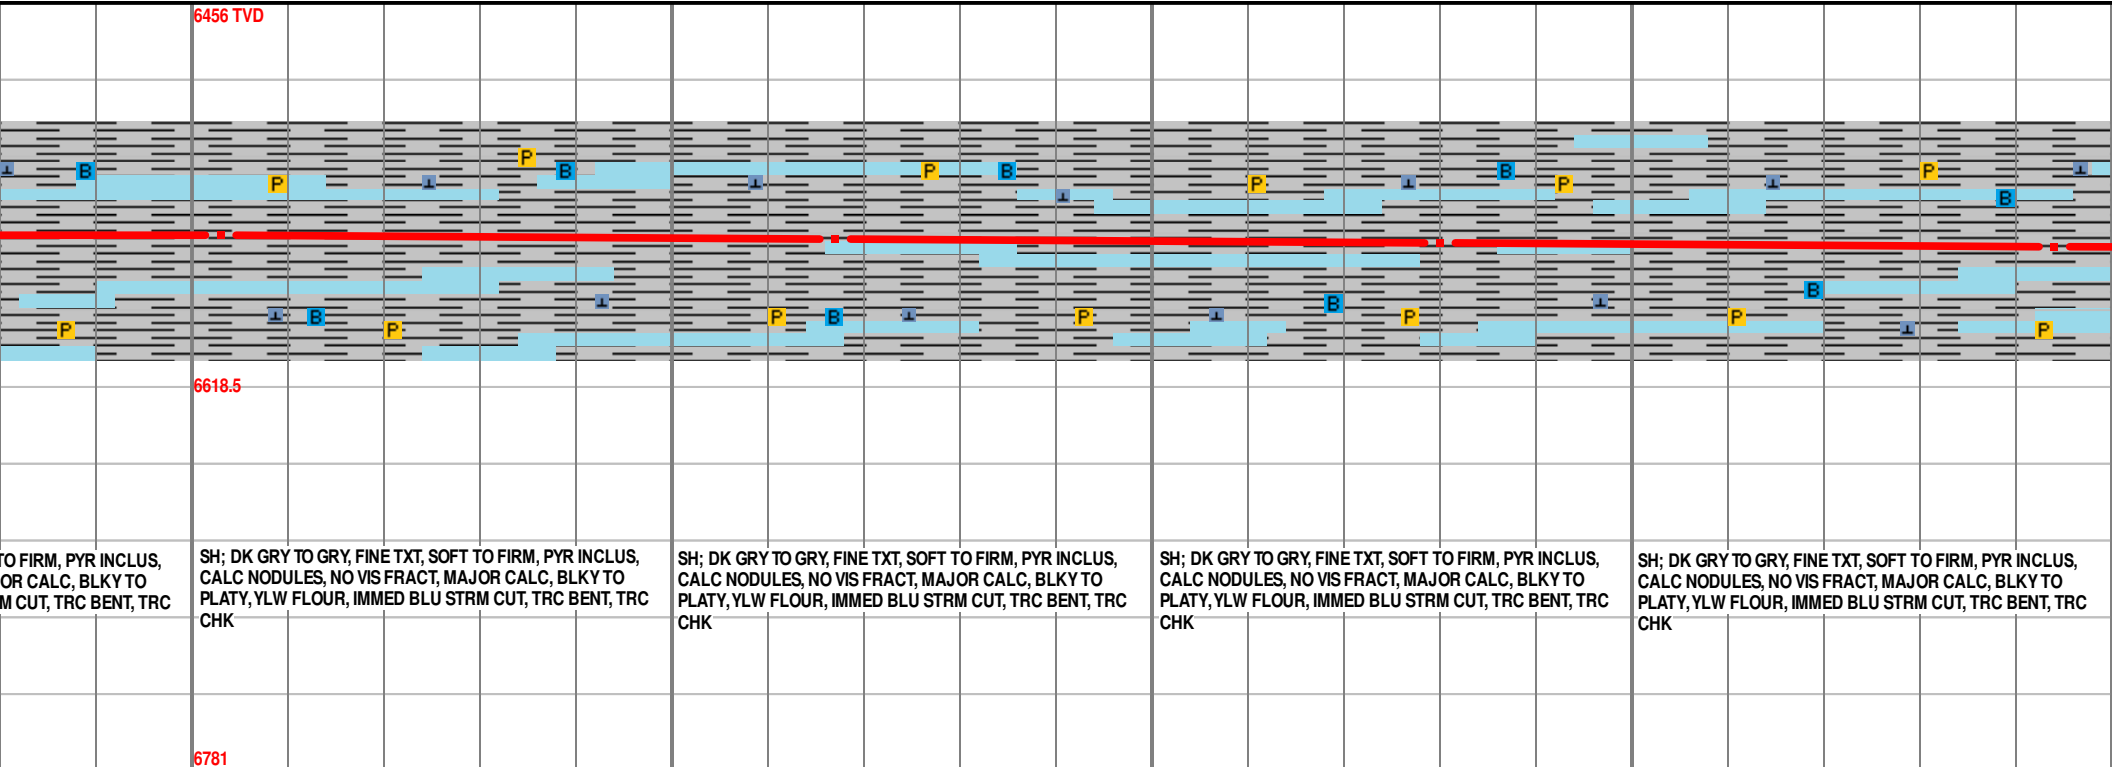 6456 TVD
B
P
P
B
P
B
P
B
P
P
B
P
B
P
P
B
P
B
P
B
P
P
B
P
6618.5
TO FIRM, PYR INCLUS,
OR CALC, BLKY TO
M CUT, TRC BENT, TRC
SH; DK GRY TO GRY, FINE TXT, SOFT TO FIRM, PYR INCLUS,
CALC NODULES, NO VIS FRACT, MAJOR CALC, BLKY TO
PLATY, YLW FLOUR, IMMED BLU STRM CUT, TRC BENT, TRC
CHK
SH; DK GRY TO GRY, FINE TXT, SOFT TO FIRM, PYR INCLUS,
CALC NODULES, NO VIS FRACT, MAJOR CALC, BLKY TO
PLATY, YLW FLOUR, IMMED BLU STRM CUT, TRC BENT, TRC
CHK
SH; DK GRY TO GRY, FINE TXT, SOFT TO FIRM, PYR INCLUS,
CALC NODULES, NO VIS FRACT, MAJOR CALC, BLKY TO
PLATY, YLW FLOUR, IMMED BLU STRM CUT, TRC BENT, TRC
CHK
SH; DK GRY TO GRY, FINE TXT, SOFT TO FIRM, PYR INCLUS,
CALC NODULES, NO VIS FRACT, MAJOR CALC, BLKY TO
PLATY, YLW FLOUR, IMMED BLU STRM CUT, TRC BENT, TRC
CHK
6781